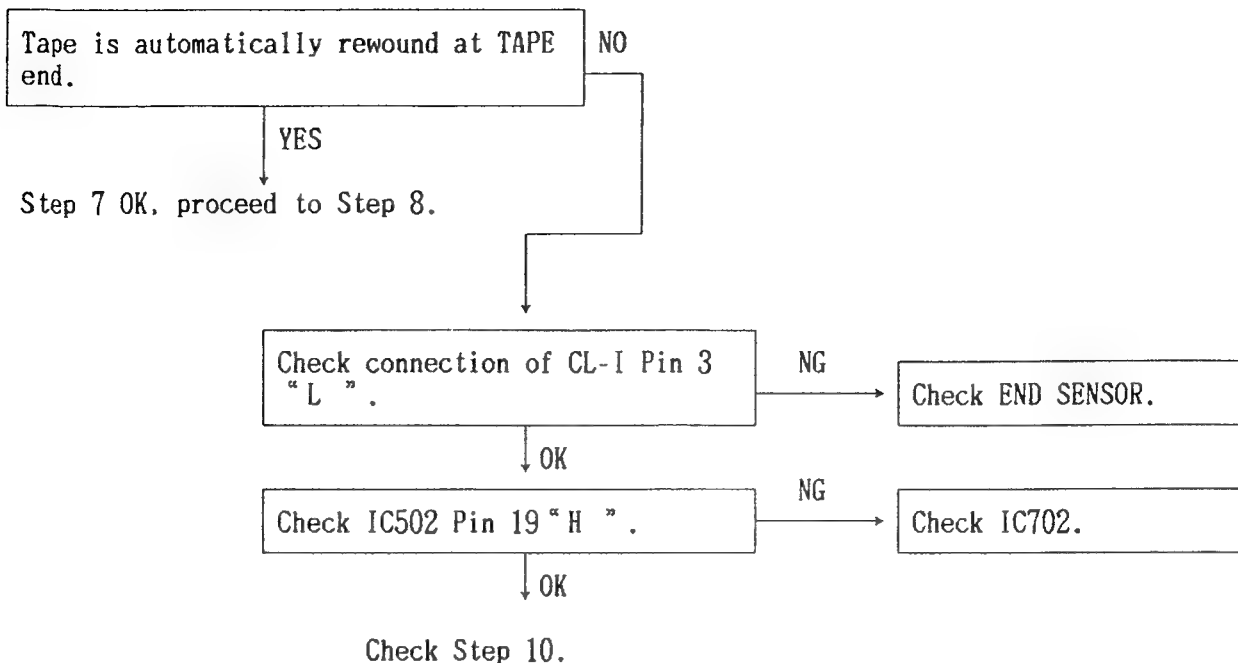 Tape is automatically rewound at TAPE
end.
NO
YES
Step 7 OK, proceed to Step 8.
Check connection of CL-I Pin 3
“L ”.
NG
Check END SENSOR.
OK
Check IC502 Pin 19 “H ”.
NG
Check IC702.
OK
Check Step 10.